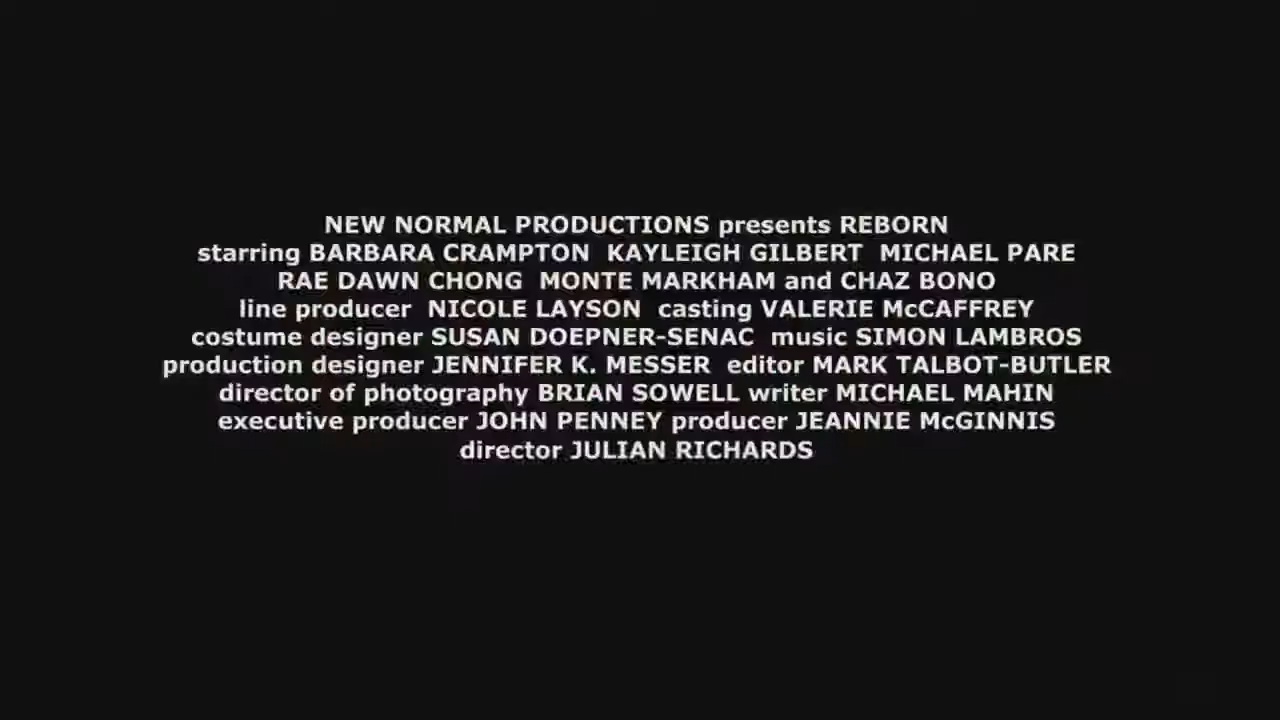 NEW NORMAL PRODUCTIONS presents REBORN
starring BARBARA CRAMPTON KAYLEIGH GILBERT MICHAEL PARE
RAE DAWN CHONG MONTE MARKHAM and CHAZ BONO
line producer NICOLE LAYSON casting VALERIE McCAFFREY
costume designer SUSAN DOEPNER-SENAC music SIMON LAMBROS
production designer JENNIFER K. MESSER editor MARK TALBOT-BUTLER
director of photography BRIAN SOWELL writer MICHAEL MAHIN
executive producer JOHN PENNEY producer JEANNIE McGINNIS
director JULIAN RICHARDS